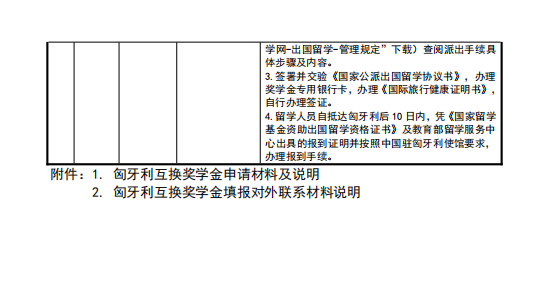 学网-出国留学-管理规定”下载）查阅派出手续具
体步骤及内容。
3.签署并交验《国家公派出国留学协议书》，办理
奖学金专用银行卡，办理《国际旅行健康证明书》，
自行办理签证。
4.留学人员自抵达匈牙利后 10 日内，凭《国家留学
基金资助出国留学资格证书》及教育部留学服务中
心出具的报到证明并按照中国驻匈牙利使馆要求，
办理报到手续。
附件：1. 匈牙利互换奖学金申请材料及说明
2. 匈牙利互换奖学金填报对外联系材料说明